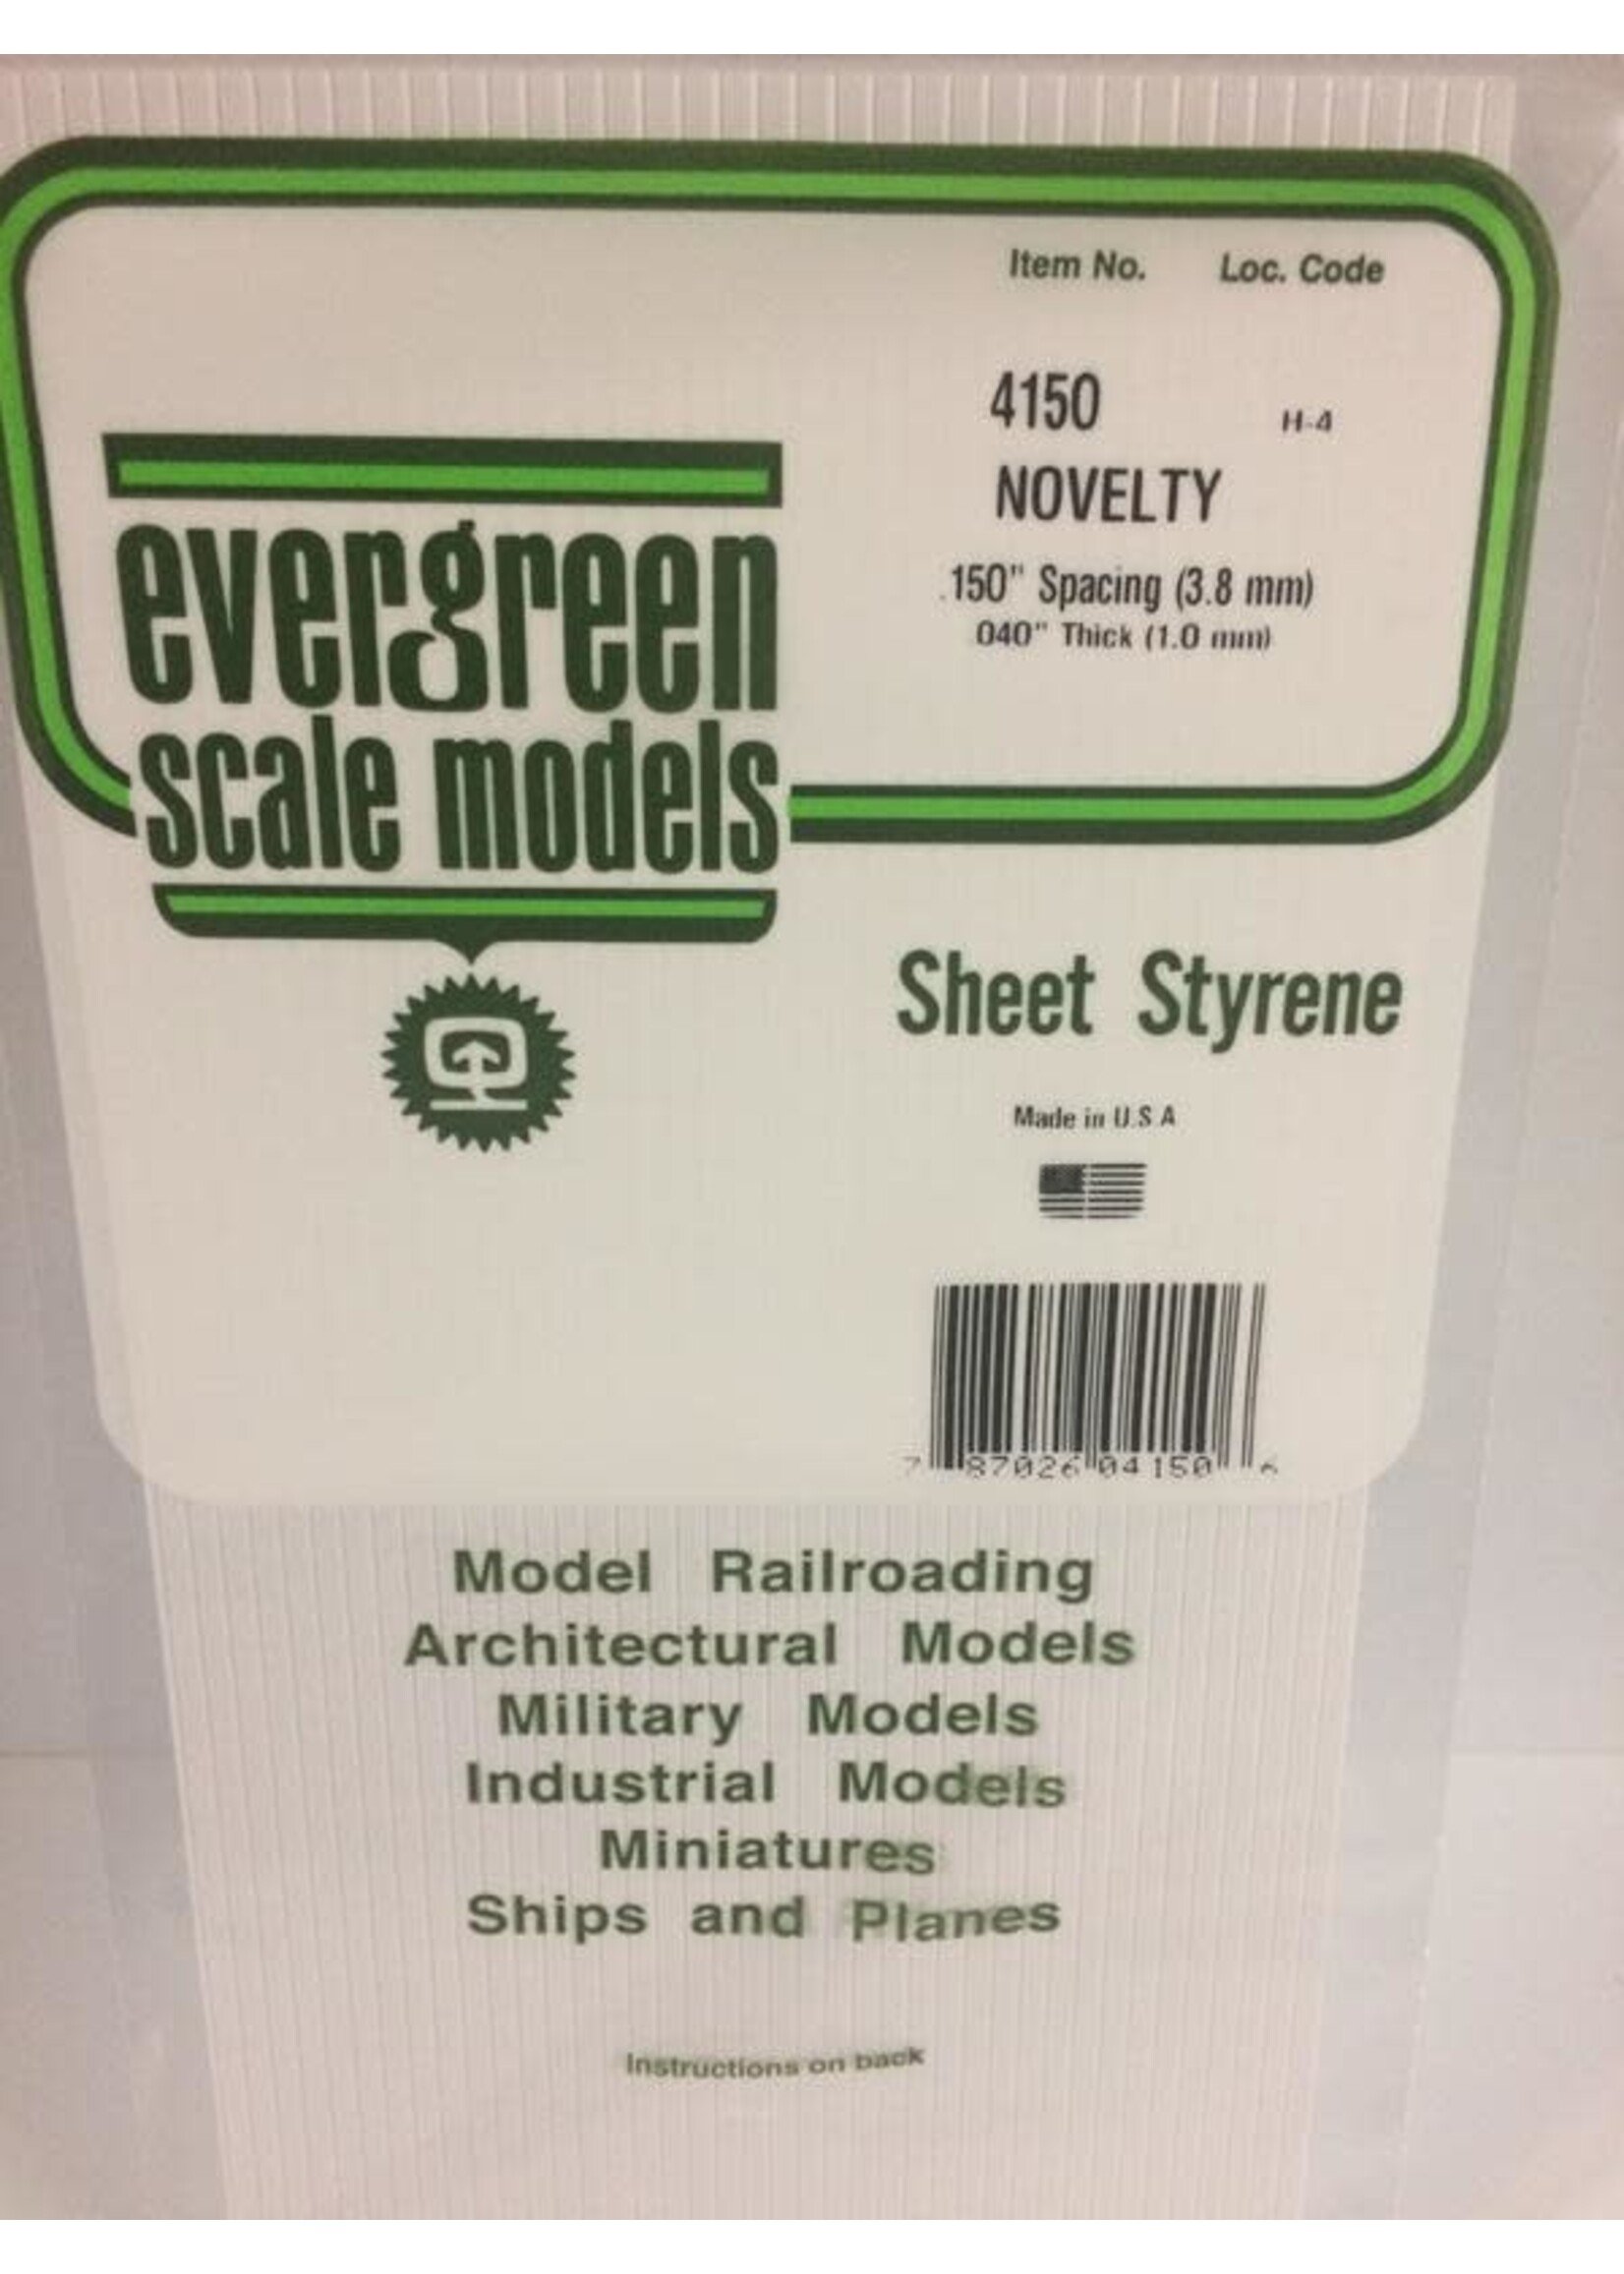 Item No. Loc. Code
4150 H-4
NOVELTY
.150" Spacing (3.8 mm)
.040" Thick (1.0 mm)
evergreen
scale models
Sheet Styrene
Made in U.S.A
7 87026 04150 6
Model Railroading
Architectural Models
Military Models
Industrial Models
Miniatures
Ships and Planes
Instructions on back